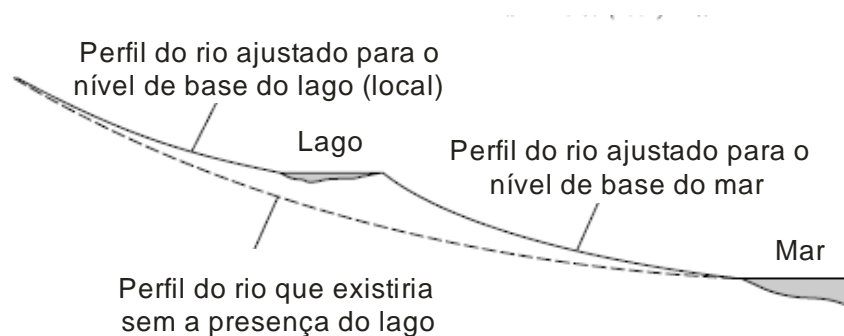 Perfil do rio ajustado para o
nível de base do lago (local)
Lago
Perfil do rio ajustado para o
nível de base do mar
Mar
Perfil do rio que existiria
sem a presença do lago